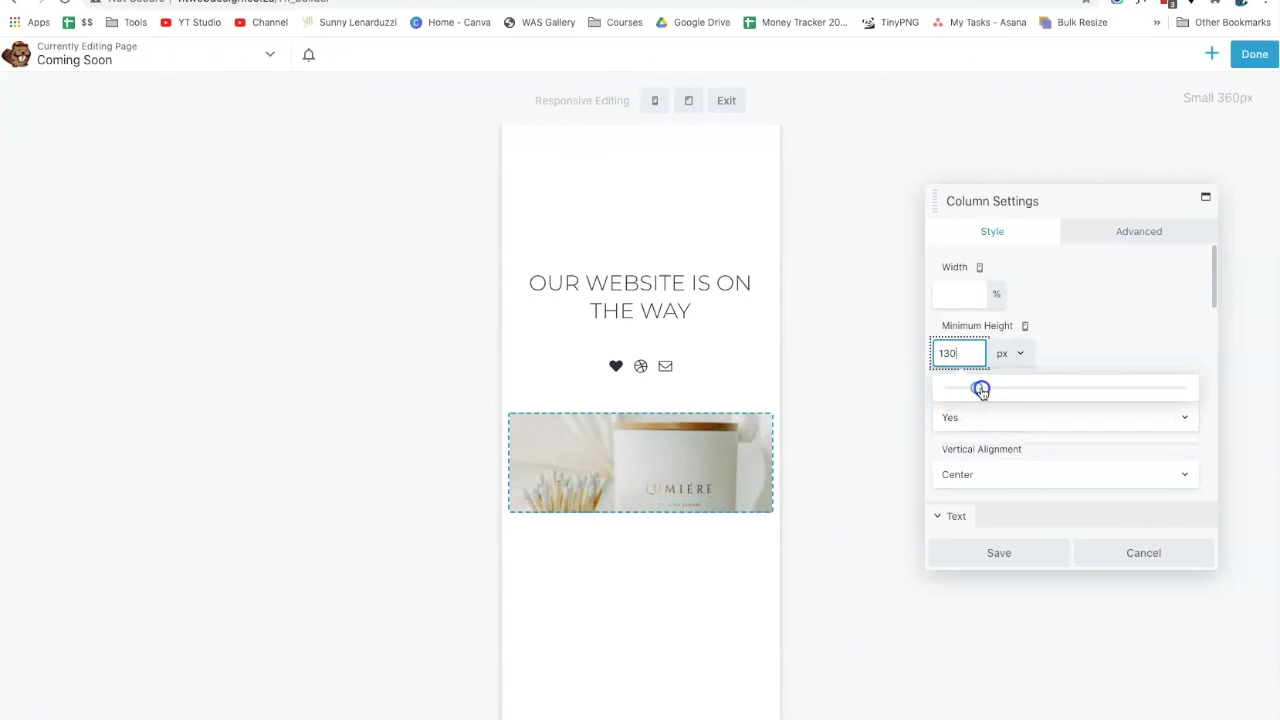 Apps
$$
Tools
YT Studio
Channel
Sunny Lenarduzzi
Home - Canva
WAS Gallery
Courses
Google Drive
Money Tracker 20...
TinyPNG
My Tasks - Asana
Bulk Resize
»
Other Bookmarks
Currently Editing Page
Coming Soon
+
Done
Responsive Editing
Exit
Small 360px
OUR WEBSITE IS ON
THE WAY
LUMIÉRE
Column Settings
Style
Advanced
Width
%
Minimum Height
130
px
Yes
Vertical Alignment
Center
Text
Save
Cancel